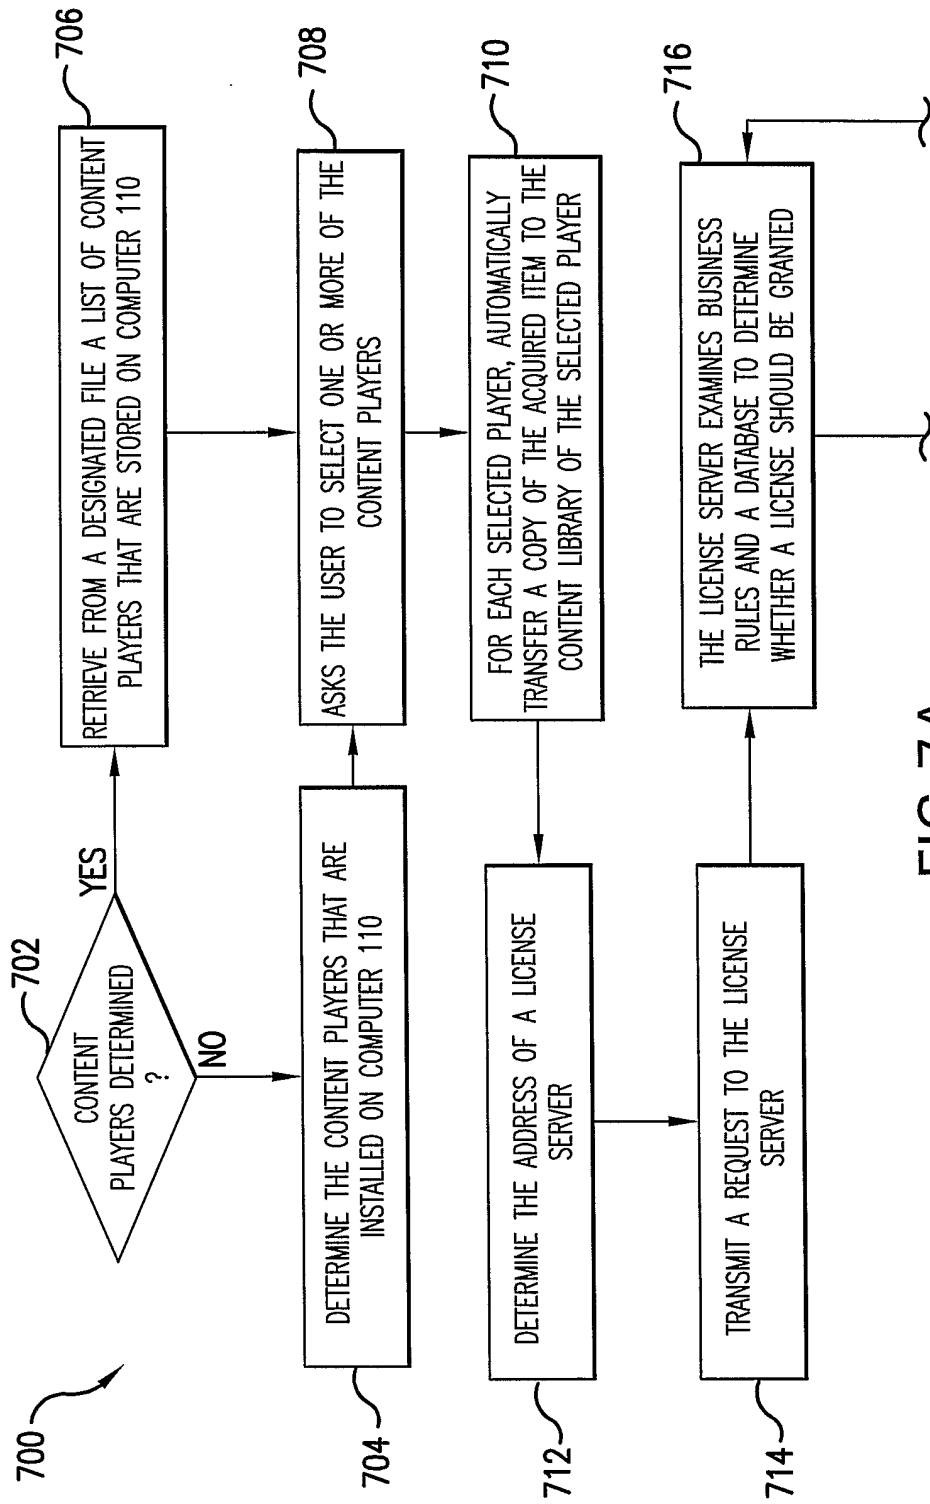 700
702
CONTENT
PLAYERS DETERMINED
?
YES
NO
706
RETRIEVE FROM A DESIGNATED FILE A LIST OF CONTENT
PLAYERS THAT ARE STORED ON COMPUTER 110
704
DETERMINE THE CONTENT PLAYERS THAT ARE
INSTALLED ON COMPUTER 110
708
ASKS THE USER TO SELECT ONE OR MORE OF THE
CONTENT PLAYERS
710
FOR EACH SELECTED PLAYER, AUTOMATICALLY
TRANSFER A COPY OF THE ACQUIRED ITEM TO THE
CONTENT LIBRARY OF THE SELECTED PLAYER
712
DETERMINE THE ADDRESS OF A LICENSE
SERVER
714
TRANSMIT A REQUEST TO THE LICENSE
SERVER
716
THE LICENSE SERVER EXAMINES BUSINESS
RULES AND A DATABASE TO DETERMINE
WHETHER A LICENSE SHOULD BE GRANTED
FIG. 7A